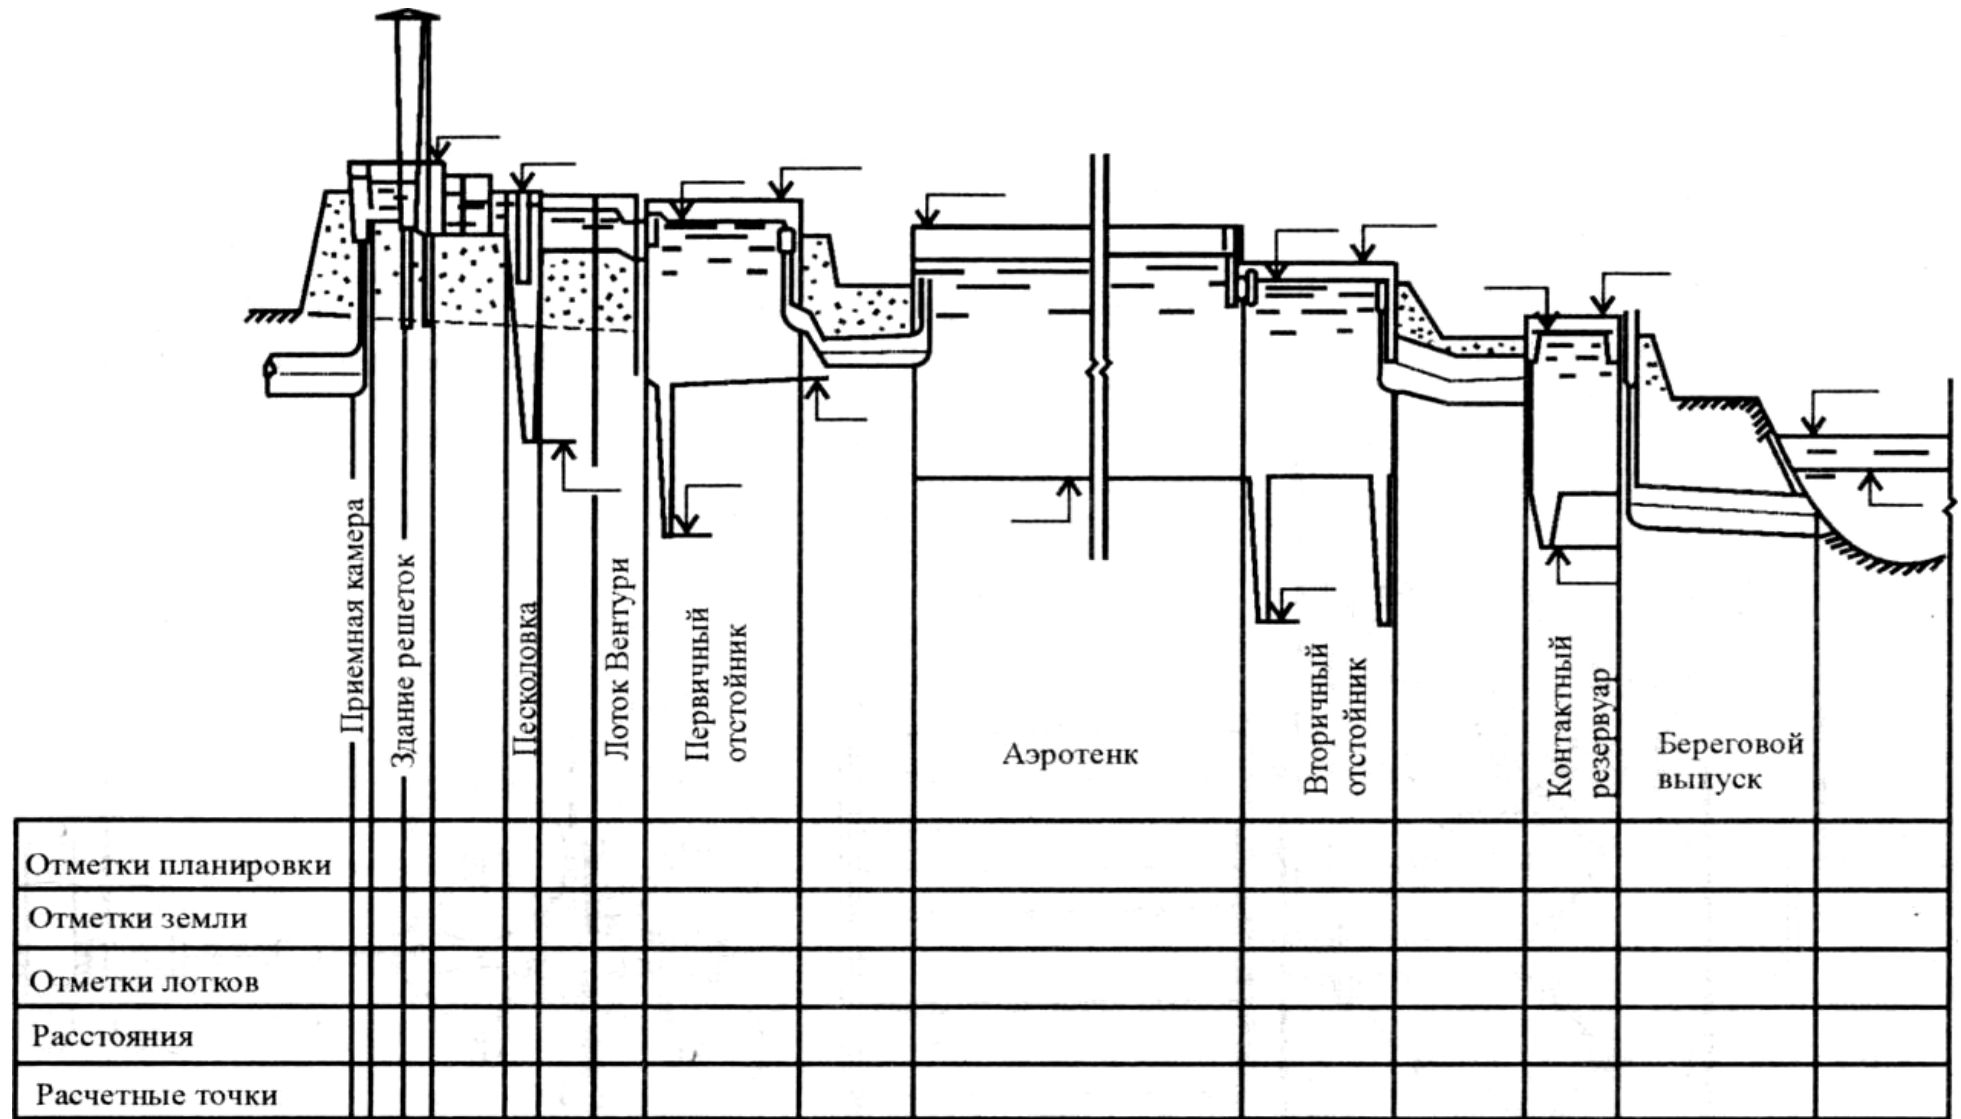 Приемная камера
Здание решеток
Песколовка
Лоток Вентури
Первичный
отстойник
Аэротенк
Вторичный
отстойник
Контактный
резервуар
Береговой
выпуск
Отметки планировки
Отметки земли
Отметки лотков
Расстояния
Расчетные точки